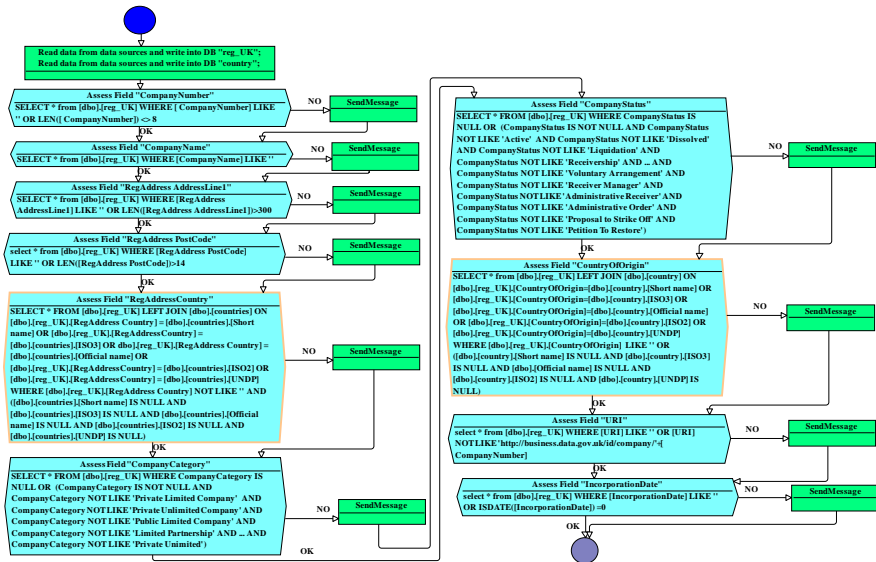 Read data from data sources and write into DB "reg_UK";
Read data from data sources and write into DB "country";
Assess Field "CompanyNumber"
SELECT * from [dbo].[reg_UK] WHERE [ CompanyNumber] LIKE
'' OR LEN([ CompanyNumber]) <> 8
NO
SendMessage
OK
Assess Field "CompanyName"
SELECT * from [dbo].[reg_UK] WHERE [CompanyName] LIKE ''
NO
SendMessage
OK
Assess Field "RegAddress AddressLine1"
SELECT * from [dbo].[reg_UK] WHERE [RegAddress
AddressLine1] LIKE '' OR LEN([RegAddress AddressLine1])>300
NO
SendMessage
OK
Assess Field "RegAddress PostCode"
select * from [dbo].[reg_UK] WHERE [RegAddress PostCode]
LIKE '' OR LEN([RegAddress PostCode])>14
NO
SendMessage
OK
Assess Field "RegAddressCountry"
SELECT * FROM [dbo].[reg_UK] LEFT JOIN [dbo].[countries] ON
[dbo].[reg_UK].[RegAddress Country] = [dbo].[countries].[Short
name] OR [dbo].[reg_UK].[RegAddressCountry] =
[dbo].[countries].[ISO3] OR dbo].[reg_UK].[RegAddress Country] =
[dbo].[countries].[Official name] OR
[dbo].[reg_UK].[RegAddressCountry] = [dbo].[countries].[ISO2] OR
[dbo].[reg_UK].[RegAddressCountry] = [dbo].[countries].[UNDP]
WHERE [dbo].[reg_UK].[RegAddress Country] NOT LIKE '' AND
([dbo].[countries].[Short name] IS NULL AND
[dbo].[countries].[ISO3] IS NULL AND [dbo].[countries].[Official
name] IS NULL AND [dbo].[countries].[ISO2] IS NULL AND
[dbo].[countries].[UNDP] IS NULL)
NO
SendMessage
OK
Assess Field "CompanyCategory"
SELECT * FROM [dbo].[reg_UK] WHERE CompanyCategory IS
NULL OR (CompanyCategory IS NOT NULL AND
CompanyCategory NOT LIKE 'Private Limited Company' AND
CompanyCategory NOT LIKE 'Private Unlimited Company' AND
CompanyCategory NOT LIKE 'Public Limited Company' AND
CompanyCategory NOT LIKE 'Limited Partnership' AND ... AND
CompanyCategory NOT LIKE 'Private Unimited')
NO
SendMessage
OK
Assess Field "CompanyStatus"
SELECT * FROM [dbo].[reg_UK] WHERE CompanyStatus IS
NULL OR (CompanyStatus IS NOT NULL AND CompanyStatus
NOT LIKE 'Active' AND CompanyStatus NOT LIKE 'Dissolved'
AND CompanyStatus NOT LIKE 'Liquidation' AND
CompanyStatus NOT LIKE 'Receivership' AND ... AND
CompanyStatus NOT LIKE 'Voluntary Arrangement' AND
CompanyStatus NOT LIKE 'Receiver Manager' AND
CompanyStatus NOT LIKE 'Administrative Receiver' AND
CompanyStatus NOT LIKE 'Administrative Order' AND
CompanyStatus NOT LIKE 'Proposal to Strike Off' AND
CompanyStatus NOT LIKE 'Petition To Restore')
NO
SendMessage
OK
Assess Field "CountryOfOrigin"
SELECT * from [dbo].[reg_UK] LEFT JOIN [dbo].[country] ON
[dbo].[reg_UK].[CountryOfOrigin]=[dbo].[country].[Short name] OR
[dbo].[reg_UK].[CountryOfOrigin]=[dbo].[country].[ISO3] OR
[dbo].[reg_UK].[CountryOfOrigin]=[dbo].[country].[Official name]
OR [dbo].[reg_UK].[CountryOfOrigin]=[dbo].[country].[ISO2] OR
[dbo].[reg_UK].[CountryOfOrigin]=[dbo].[country].[UNDP]
WHERE [dbo].[reg_UK].[CountryOfOrigin] LIKE '' OR
([dbo].[country].[Short name] IS NULL AND [dbo].[country].[ISO3]
IS NULL AND [dbo].[Official name] IS NULL AND
[dbo].[country].[ISO2] IS NULL AND [dbo].[country].[UNDP] IS
NULL)
NO
SendMessage
OK
Assess Field "URI"
select * from [dbo].[reg_UK] WHERE [URI] LIKE '' OR [URI]
NOT LIKE 'http://business.data.gov.uk/id/company/'+[
CompanyNumber]
NO
SendMessage
OK
Assess Field "IncorporationDate"
select * from [dbo].[reg_UK] WHERE [IncorporationDate] LIKE ''
OR ISDATE([IncorporationDate]) =0
NO
SendMessage
OK